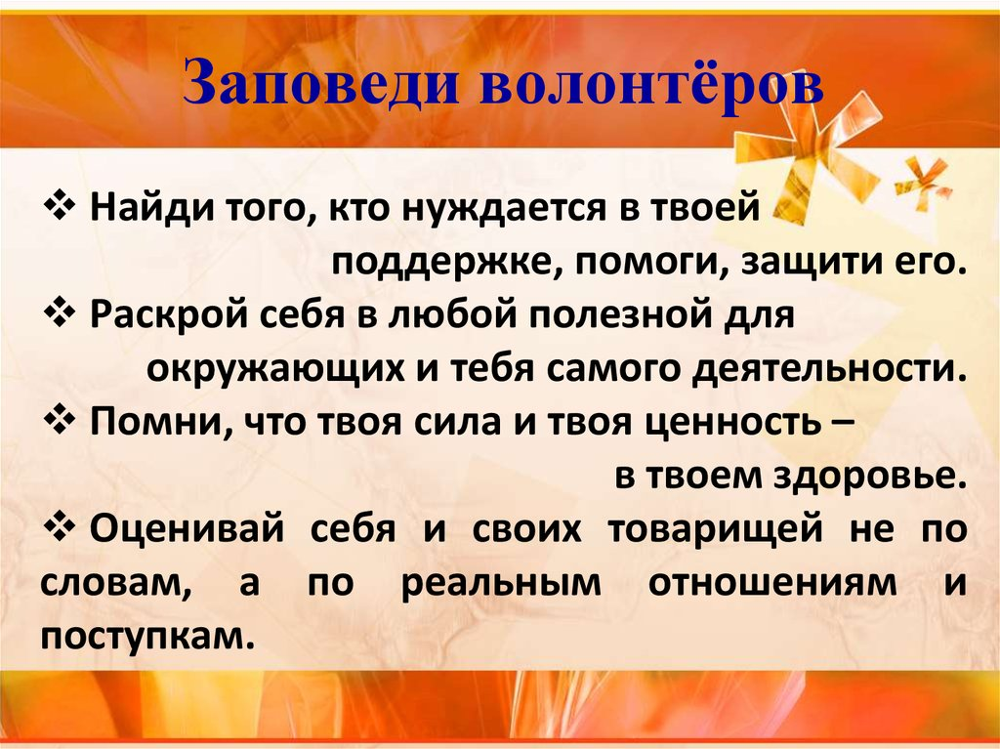 Заповеди волонтёров
❖ Найди того, кто нуждается в твоей
поддержке, помоги, защити его.
❖ Раскрой себя в любой полезной для
окружающих и тебя самого деятельности.
❖ Помни, что твоя сила и твоя ценность –
в твоем здоровье.
❖ Оценивай себя и своих товарищей не по
словам, а по реальным отношениям и
поступкам.